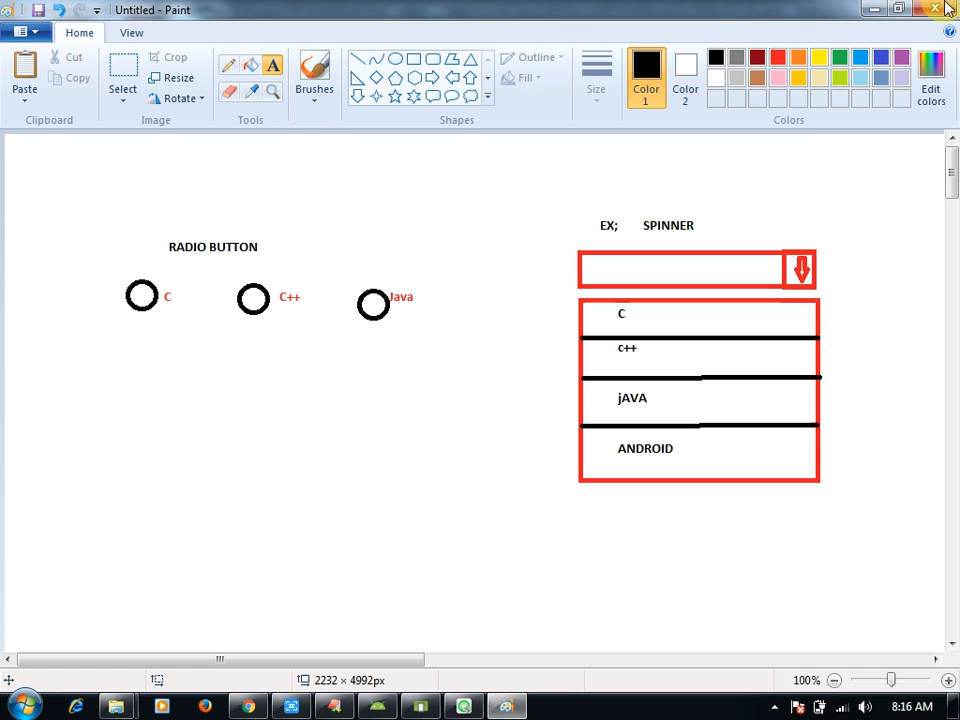 Untitled - Paint
Home
View
Paste
Cut
Copy
Clipboard
Select
Crop
Resize
Rotate
Image
A
Tools
Brushes
Outline
Fill
Shapes
Size
Color 1
Color 2
Edit colors
Colors
EX; SPINNER
RADIO BUTTON
C
C++
Java
C
c++
jAVA
ANDROID
2232 × 4992px
100%
8:16 AM